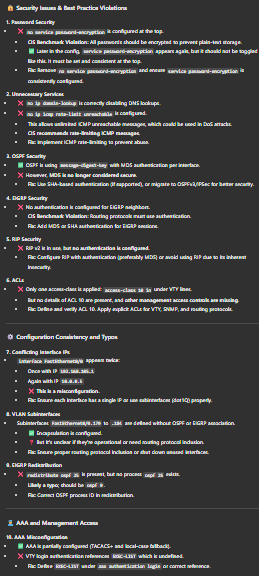 🔒 Security Issues & Best Practice Violations
1. Password Security
❌ no service password-encryption is configured at the top.
CIS Benchmark Violation: All passwords should be encrypted to prevent plain-text storage.
✅ Later in the config, service password-encryption appears again, but it should not be toggled
like this. It must be set and consistent at the top.
Fix: Remove no service password-encryption and ensure service password-encryption is
consistently configured.
2. Unnecessary Services
❌ no ip domain-lookup is correctly disabling DNS lookups.
❌ no ip icmp rate-limit unreachable is configured.
This allows unlimited ICMP unreachable messages, which could be used in DoS attacks.
CIS recommends rate-limiting ICMP messages.
Fix: Implement ICMP rate-limiting to prevent abuse.
3. OSPF Security
✅ OSPF is using message-digest-key with MD5 authentication per interface.
❌ However, MD5 is no longer considered secure.
Fix: Use SHA-based authentication (if supported), or migrate to OSPFv3/IPSec for better security.
4. EIGRP Security
❌ No authentication is configured for EIGRP neighbors.
CIS Benchmark Violation: Routing protocols must use authentication.
Fix: Add MD5 or SHA authentication for EIGRP sessions.
5. RIP Security
❌ RIP v2 is in use, but no authentication is configured.
Fix: Configure RIP with authentication (preferably MD5) or avoid using RIP due to its inherent
insecurity.
6. ACLs
❌ Only one access-class is applied: access-class 10 in under VTY lines.
But no details of ACL 10 are present, and other management access controls are missing.
Fix: Define and verify ACL 10. Apply explicit ACLs for VTY, SNMP, and routing protocols.
⚙️ Configuration Consistency and Typos
7. Conflicting Interface IPs
interface FastEthernet0/0 appears twice:
Once with IP 192.168.105.1
Again with IP 10.0.0.5
❌ This is a misconfiguration.
Fix: Ensure each interface has a single IP or use subinterfaces (dot1Q) properly.
8. VLAN Subinterfaces
Subinterfaces FastEthernet0/0.179 to .184 are defined without OSPF or EIGRP association.
✅ Encapsulation is configured.
❓ But it's unclear if they're operational or need routing protocol inclusion.
Fix: Ensure proper routing protocol inclusion or shut down unused interfaces.
9. EIGRP Redistribution
❌ redistribute ospf 25 is present, but no process ospf 25 exists.
Likely a typo; should be ospf 9.
Fix: Correct OSPF process ID in redistribution.
AAA and Management Access
10. AAA Misconfiguration
✅ AAA is partially configured (TACACS+ and local-case fallback).
❌ VTY login authentication references EXEC-LIST which is undefined.
Fix: Define EXEC-LIST under aaa authentication login or correct reference.